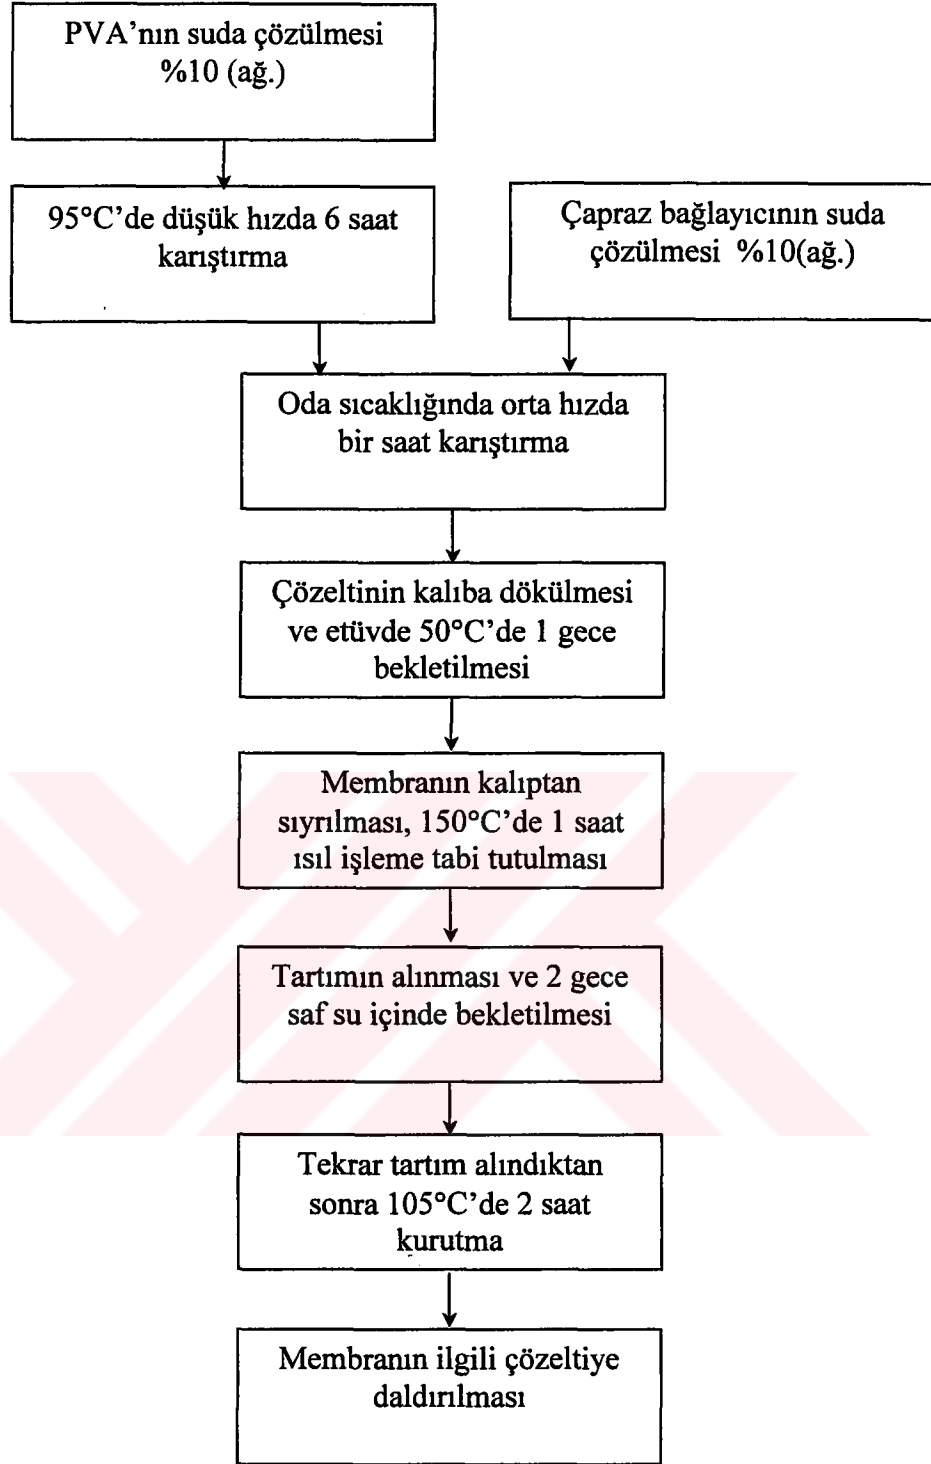 PVA'nın suda çözülmesi
%10 (ağ.)
95°C'de düşük hızda 6 saat
karıştırma
Çapraz bağlayıcının suda
çözülmesi %10(ağ.)
Oda sıcaklığında orta hızda
bir saat karıştırma
Çözeltinin kalıba dökülmesi
ve etüvde 50°C'de 1 gece
bekletilmesi
Membranın kalıptan
sıyrılması, 150°C'de 1 saat
ısıl işleme tabi tutulması
Tartımın alınması ve 2 gece
saf su içinde bekletilmesi
Tekrar tartım alındıktan
sonra 105°C'de 2 saat
kurutma
Membranın ilgili çözeltiye
daldırılması